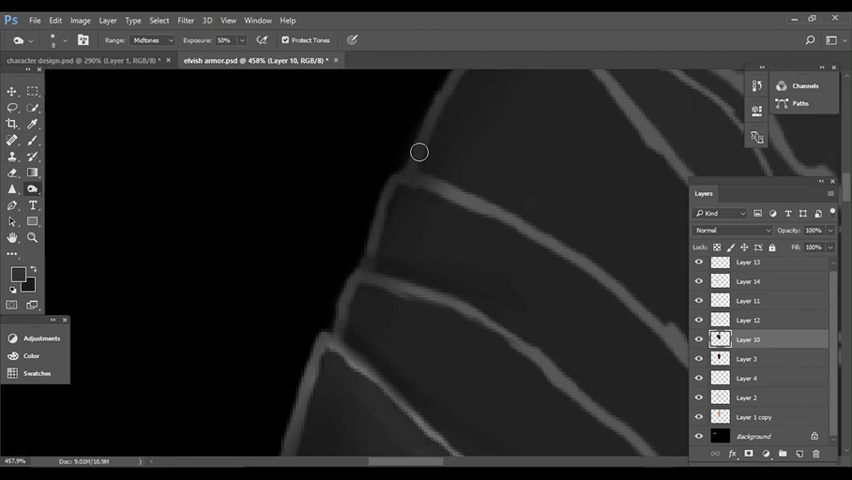 Ps File Edit Image Layer Type Select Filter 3D View Window Help
8 Range: Midtones Exposure: 50% Protect Tones
character design.psd @ 290% (Layer 1, RGB/8) * × elvish armor.psd @ 458% (Layer 10, RGB/8) * ×
Channels
Paths
T
Layers
Kind
Normal Opacity: 100%
Lock: Fill: 100%
Layer 13
Layer 14
Layer 11
Layer 12
Layer 10
Layer 3
Layer 4
Layer 2
Layer 1 copy
Background
fx
Adjustments
Color
Swatches
457.9% Doc: 9.01M/18.9M